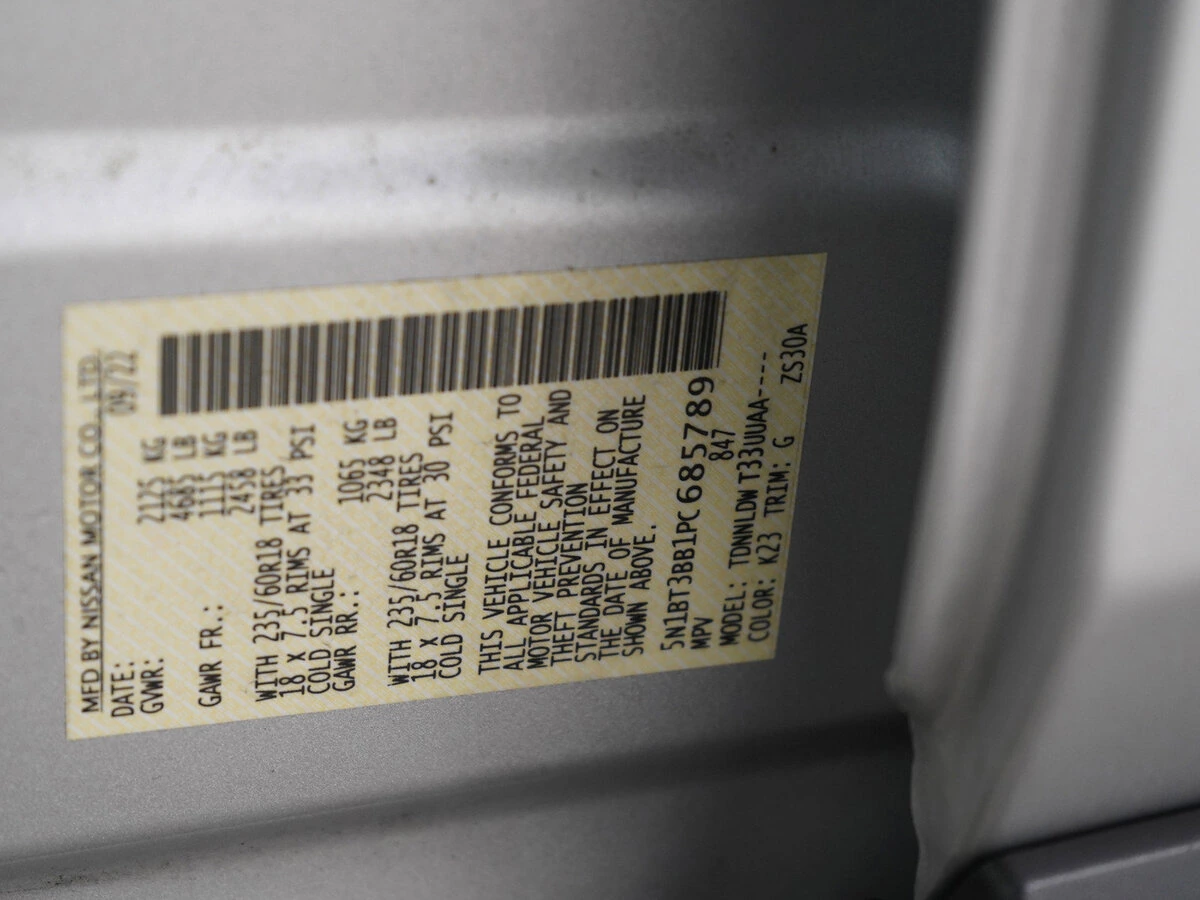 MFD BY NISSAN MOTOR CO., LTD.
DATE: 09/22
GVWR: 2125 KG
4685 LB
GAWR FR.: 1115 KG
2458 LB
WITH 235/60R18 TIRES
18 X 7.5 RIMS AT 33 PSI
COLD SINGLE
GAWR RR.: 1065 KG
2348 LB
WITH 235/60R18 TIRES
18 X 7.5 RIMS AT 30 PSI
COLD SINGLE
THIS VEHICLE CONFORMS TO
ALL APPLICABLE FEDERAL
MOTOR VEHICLE SAFETY AND
THEFT PREVENTION
STANDARDS IN EFFECT ON
THE DATE OF MANUFACTURE
SHOWN ABOVE.
5N1BT3BB1PC685789
MPV 847
MODEL: TDNNLDW T33UUAA----
COLOR: K23 TRIM: G ZS30A